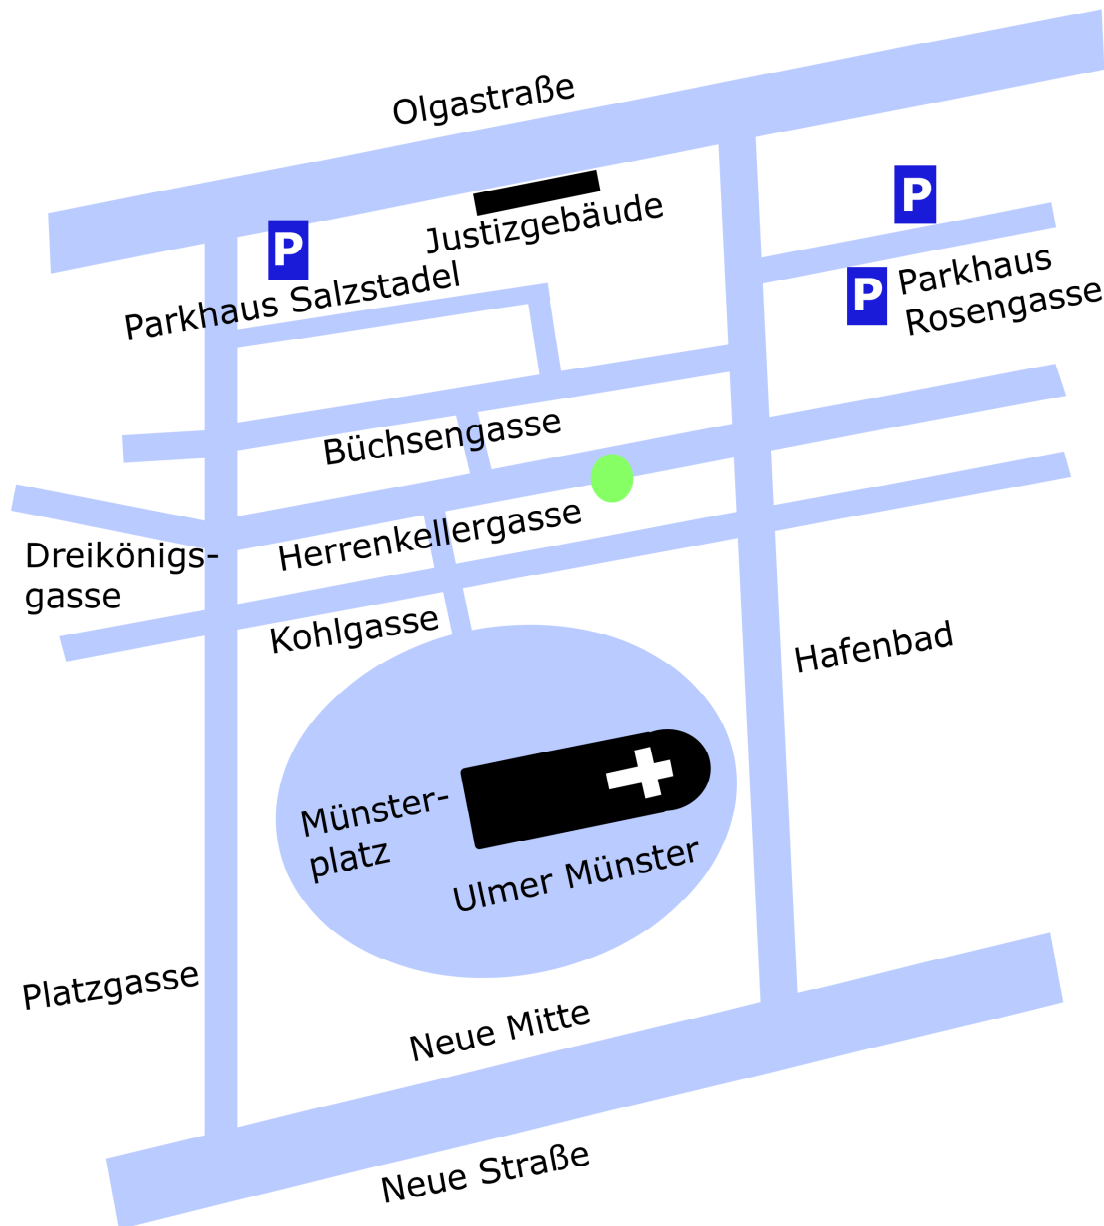 Olgastraße
P
Justizgebäude
P
Parkhaus Salzstadel
P
Parkhaus
Rosengasse
Büchsengasse
Herrenkellergasse
Dreikönigs-
gasse
Kohlgasse
Hafenbad
Münster-
platz
Ulmer Münster
Platzgasse
Neue Mitte
Neue Straße